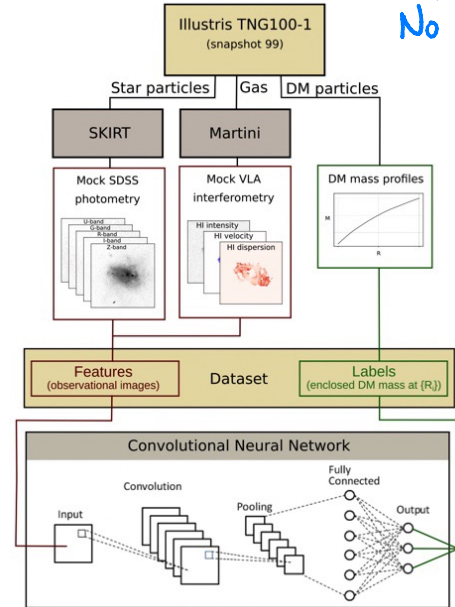 Illustris TNG100-1
(snapshot 99)
No
Star particles
Gas
DM particles
SKIRT
Martini
Mock SDSS
photometry
U-band
G-band
R-band
I-band
Z-band
Mock VLA
interferometry
HI intensity
HI velocity
HI dispersion
DM mass profiles
M
R
Features
(observational images)
Dataset
Labels
(enclosed DM mass at {Rᵢ})
Convolutional Neural Network
Input
Convolution
Pooling
Fully
Connected
Output